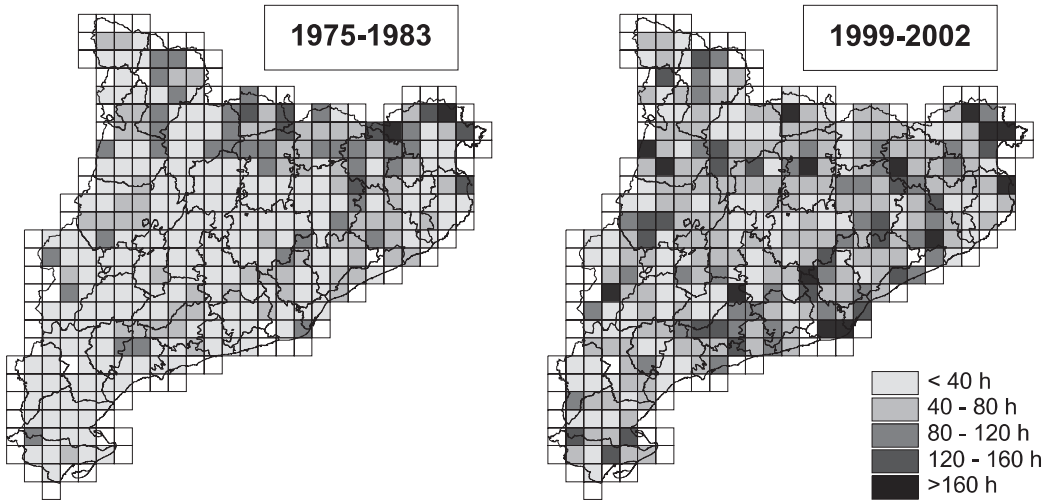 1975-1983
1999-2002
< 40 h
40 - 80 h
80 - 120 h
120 - 160 h
>160 h